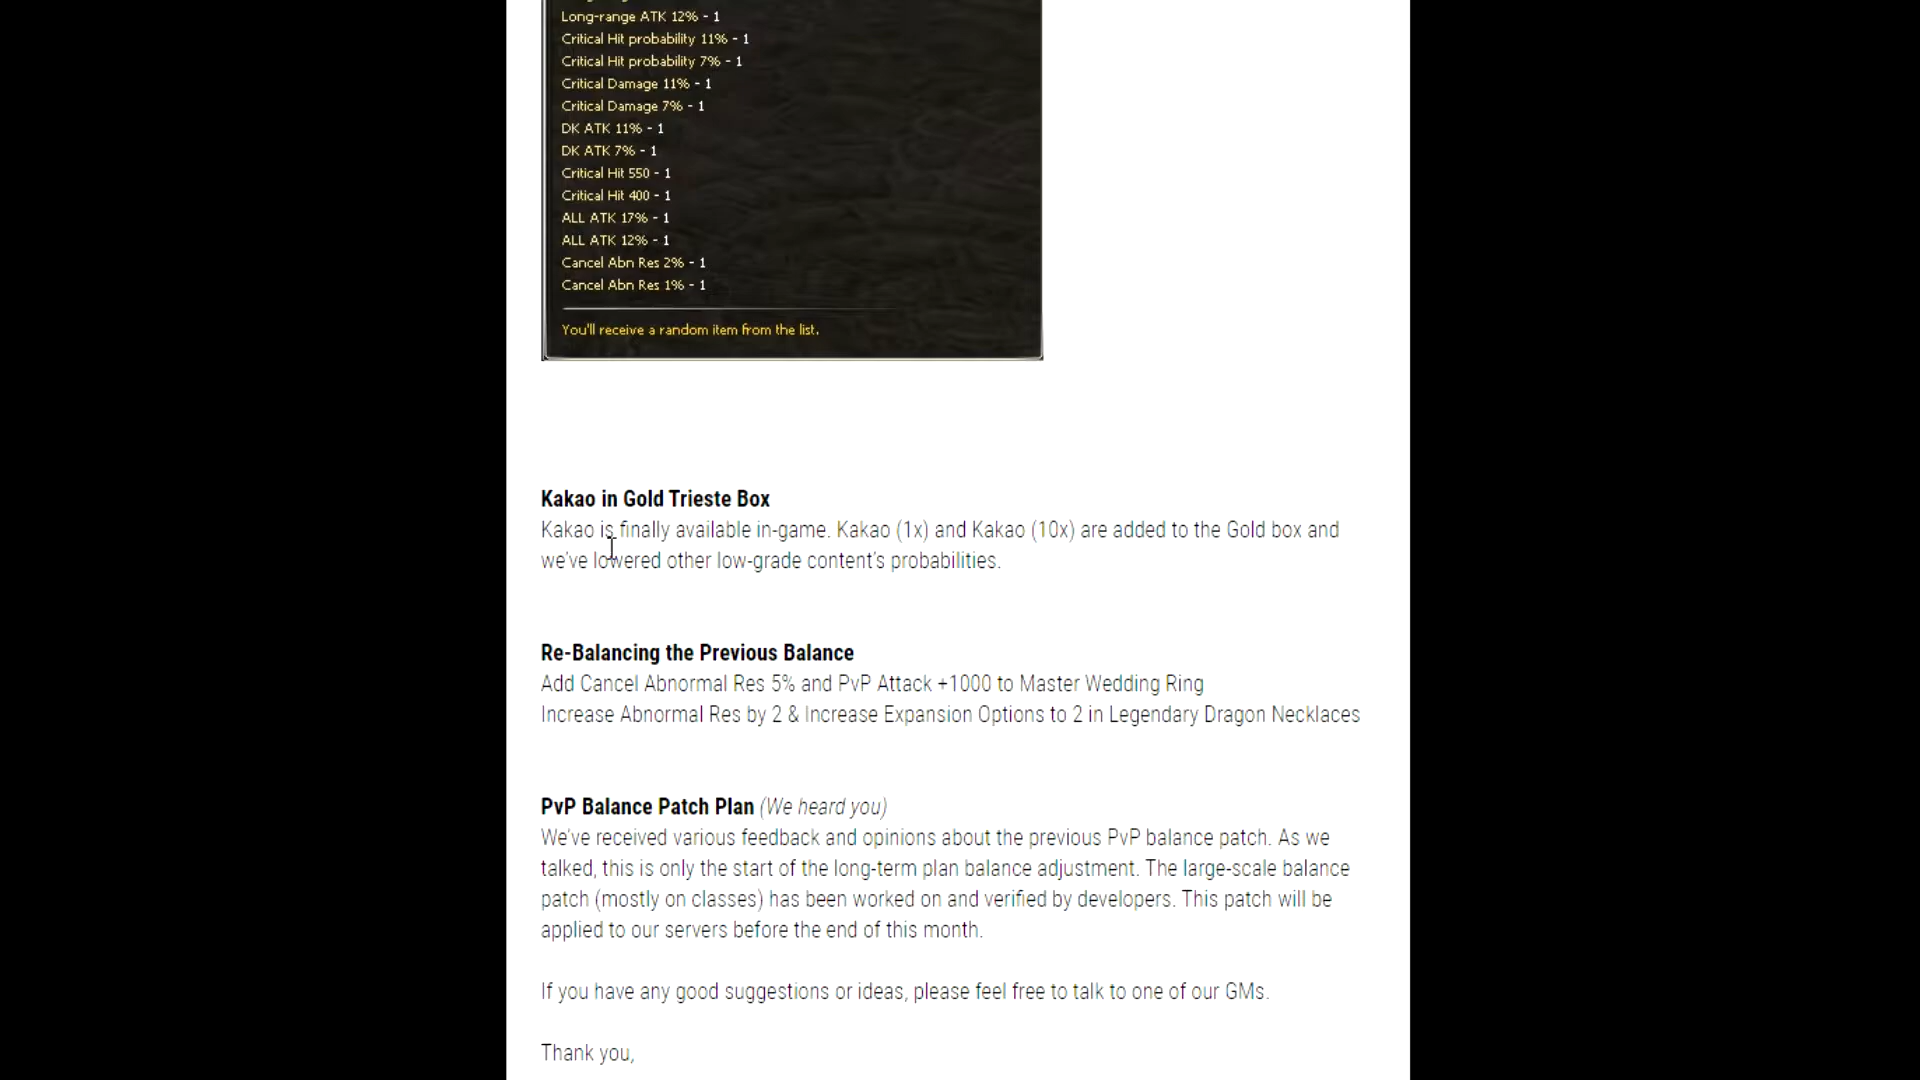 Long-range ATK 12% - 1
Critical Hit probability 11% - 1
Critical Hit probability 7% - 1
Critical Damage 11% - 1
Critical Damage 7% - 1
DK ATK 11% - 1
DK ATK 7% - 1
Critical Hit 550 - 1
Critical Hit 400 - 1
ALL ATK 17% - 1
ALL ATK 12% - 1
Cancel Abn Res 2% - 1
Cancel Abn Res 1% - 1
You'll receive a random item from the list.
Kakao in Gold Trieste Box
Kakao is finally available in-game. Kakao (1x) and Kakao (10x) are added to the Gold box and
we've lowered other low-grade content's probabilities.
Re-Balancing the Previous Balance
Add Cancel Abnormal Res 5% and PvP Attack +1000 to Master Wedding Ring
Increase Abnormal Res by 2 & Increase Expansion Options to 2 in Legendary Dragon Necklaces
PvP Balance Patch Plan (We heard you)
We've received various feedback and opinions about the previous PvP balance patch. As we
talked, this is only the start of the long-term plan balance adjustment. The large-scale balance
patch (mostly on classes) has been worked on and verified by developers. This patch will be
applied to our servers before the end of this month.
If you have any good suggestions or ideas, please feel free to talk to one of our GMs.
Thank you,